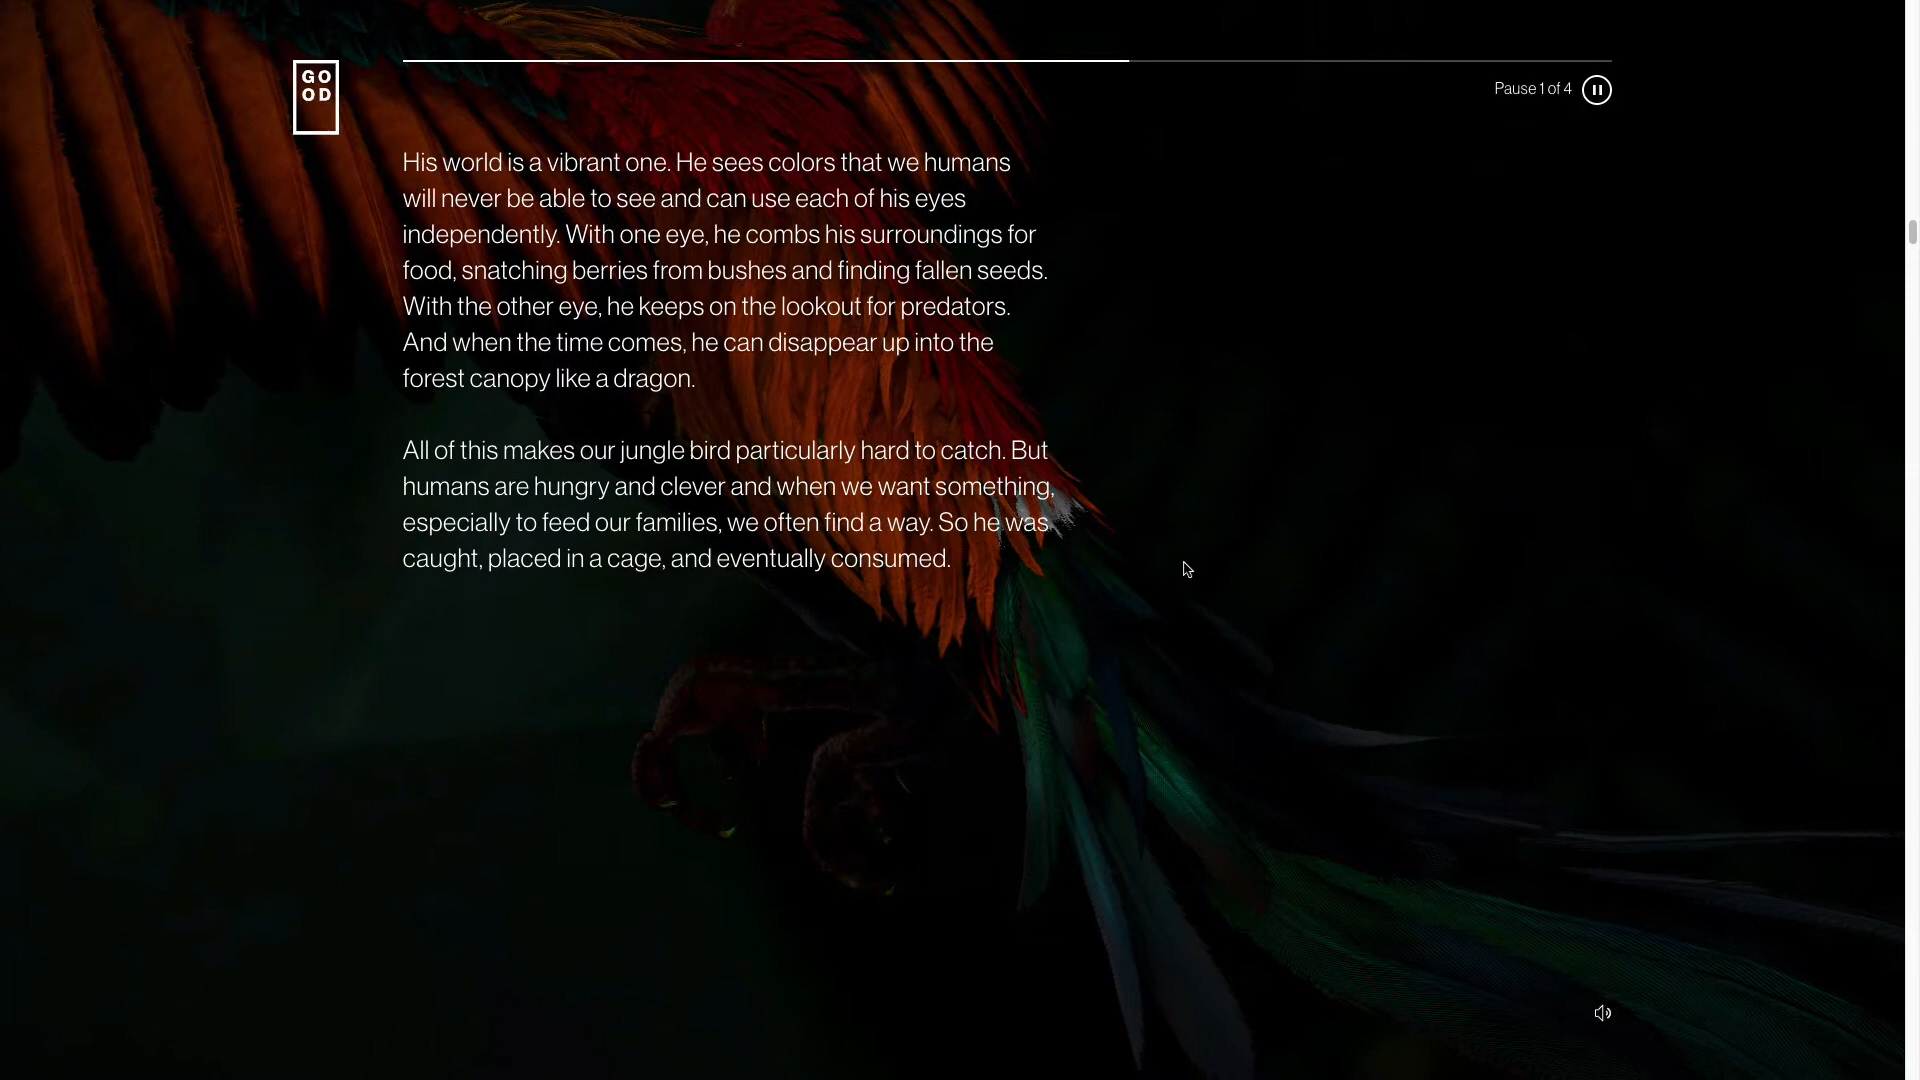 GO
OD
Pause 1 of 4
His world is a vibrant one. He sees colors that we humans
will never be able to see and can use each of his eyes
independently. With one eye, he combs his surroundings for
food, snatching berries from bushes and finding fallen seeds.
With the other eye, he keeps on the lookout for predators.
And when the time comes, he can disappear up into the
forest canopy like a dragon.
All of this makes our jungle bird particularly hard to catch. But
humans are hungry and clever and when we want something,
especially to feed our families, we often find a way. So he was
caught, placed in a cage, and eventually consumed.